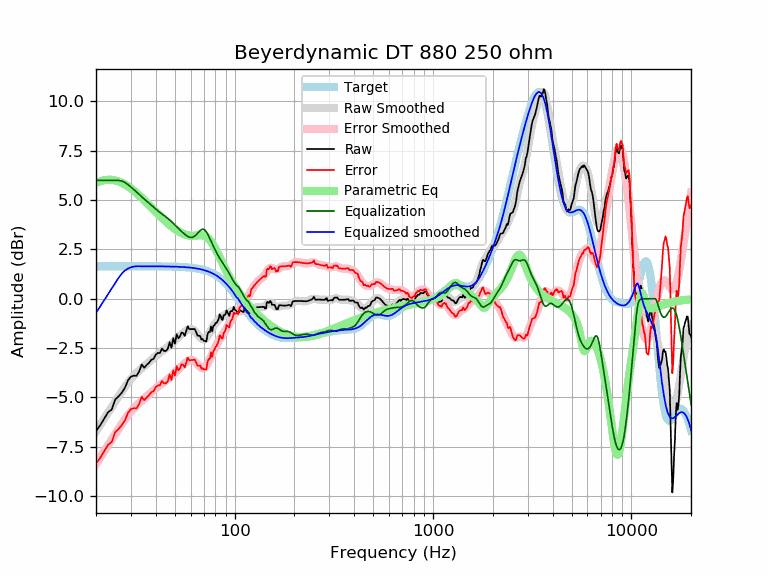 Beyerdynamic DT 880 250 ohm
Target
Raw Smoothed
Error Smoothed
Raw
Error
Parametric Eq
Equalization
Equalized smoothed
10.0
7.5
5.0
2.5
0.0
−2.5
−5.0
−7.5
−10.0
Amplitude (dBr)
100 1000 10000
Frequency (Hz)